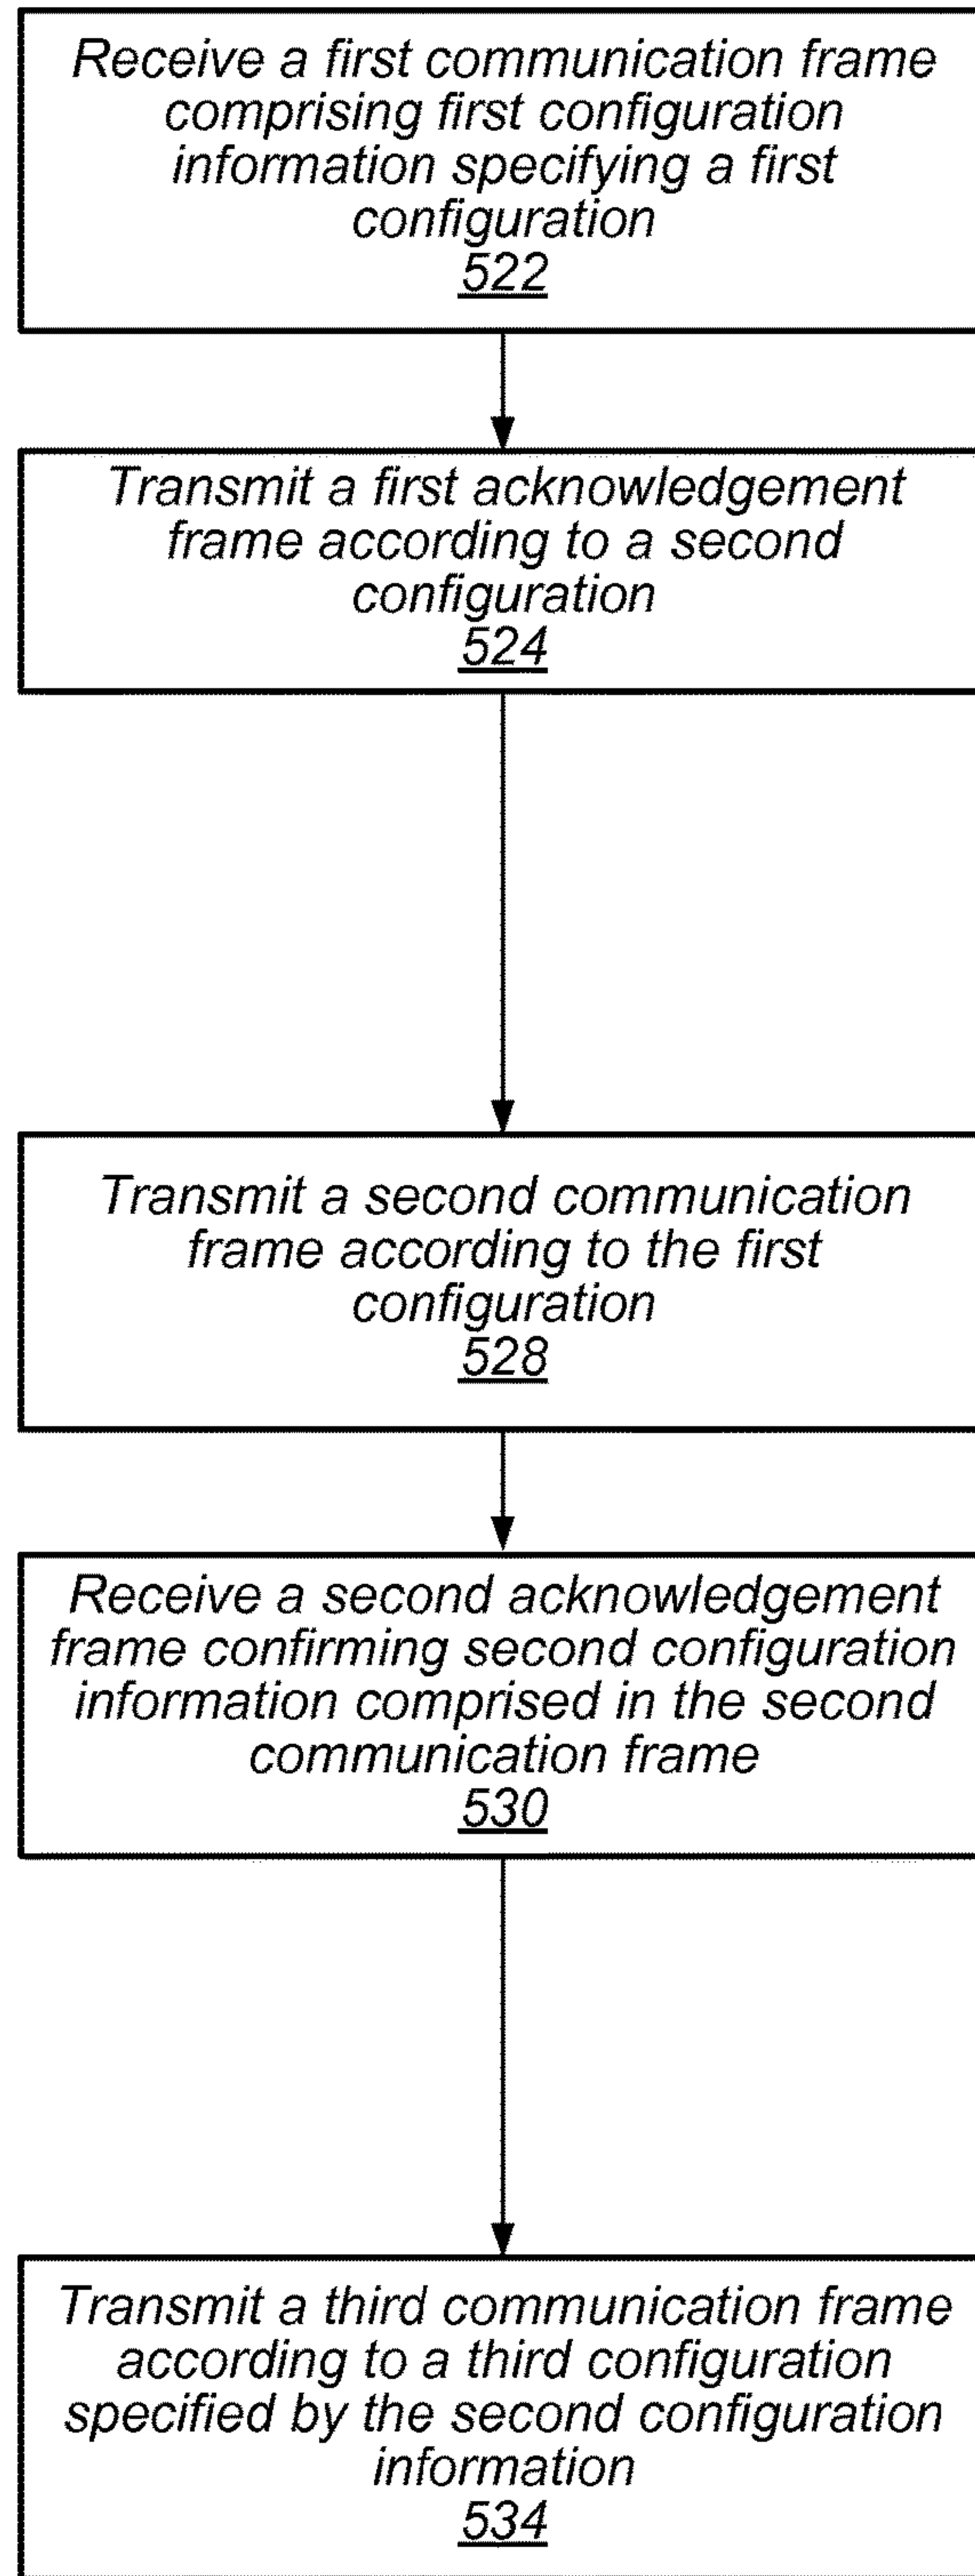 Receive a first communication frame
comprising first configuration
information specifying a first
configuration
522
Transmit a first acknowledgement
frame according to a second
configuration
524
Transmit a second communication
frame according to the first
configuration
528
Receive a second acknowledgement
frame confirming second configuration
information comprised in the second
communication frame
530
Transmit a third communication frame
according to a third configuration
specified by the second configuration
information
534